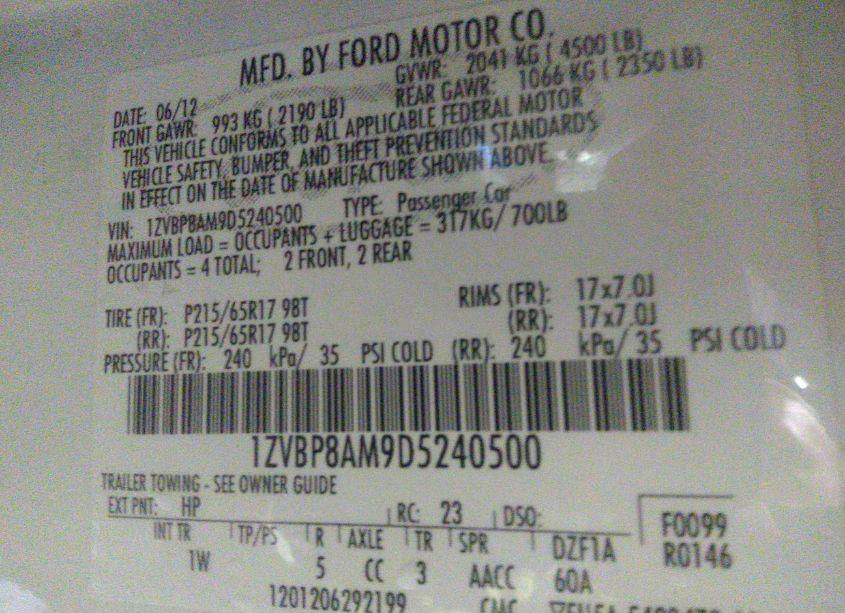 MFD. BY FORD MOTOR CO.
DATE: 06/12 GVWR: 2041 KG ( 4500 LB)
FRONT GAWR: 993 KG ( 2190 LB) REAR GAWR: 1066 KG ( 2350 LB)
THIS VEHICLE CONFORMS TO ALL APPLICABLE FEDERAL MOTOR
VEHICLE SAFETY, BUMPER, AND THEFT PREVENTION STANDARDS
IN EFFECT ON THE DATE OF MANUFACTURE SHOWN ABOVE.
VIN: 1ZVBP8AM9D5240500 TYPE: Passenger Car
MAXIMUM LOAD = OCCUPANTS + LUGGAGE = 317KG/ 700LB
OCCUPANTS = 4 TOTAL; 2 FRONT, 2 REAR
TIRE (FR): P215/65R17 98T RIMS (FR): 17x7.0J
(RR): P215/65R17 98T (RR): 17x7.0J
PRESSURE (FR): 240 kPa/ 35 PSI COLD (RR): 240 kPa/ 35 PSI COLD
1ZVBP8AM9D5240500
TRAILER TOWING - SEE OWNER GUIDE
EXT PNT: HP RC: 23 DSO: F0099
INT TR TP/PS R AXLE TR SPR DZF1A R0146
1W 5 CC 3 AACC 60A
1201206292199